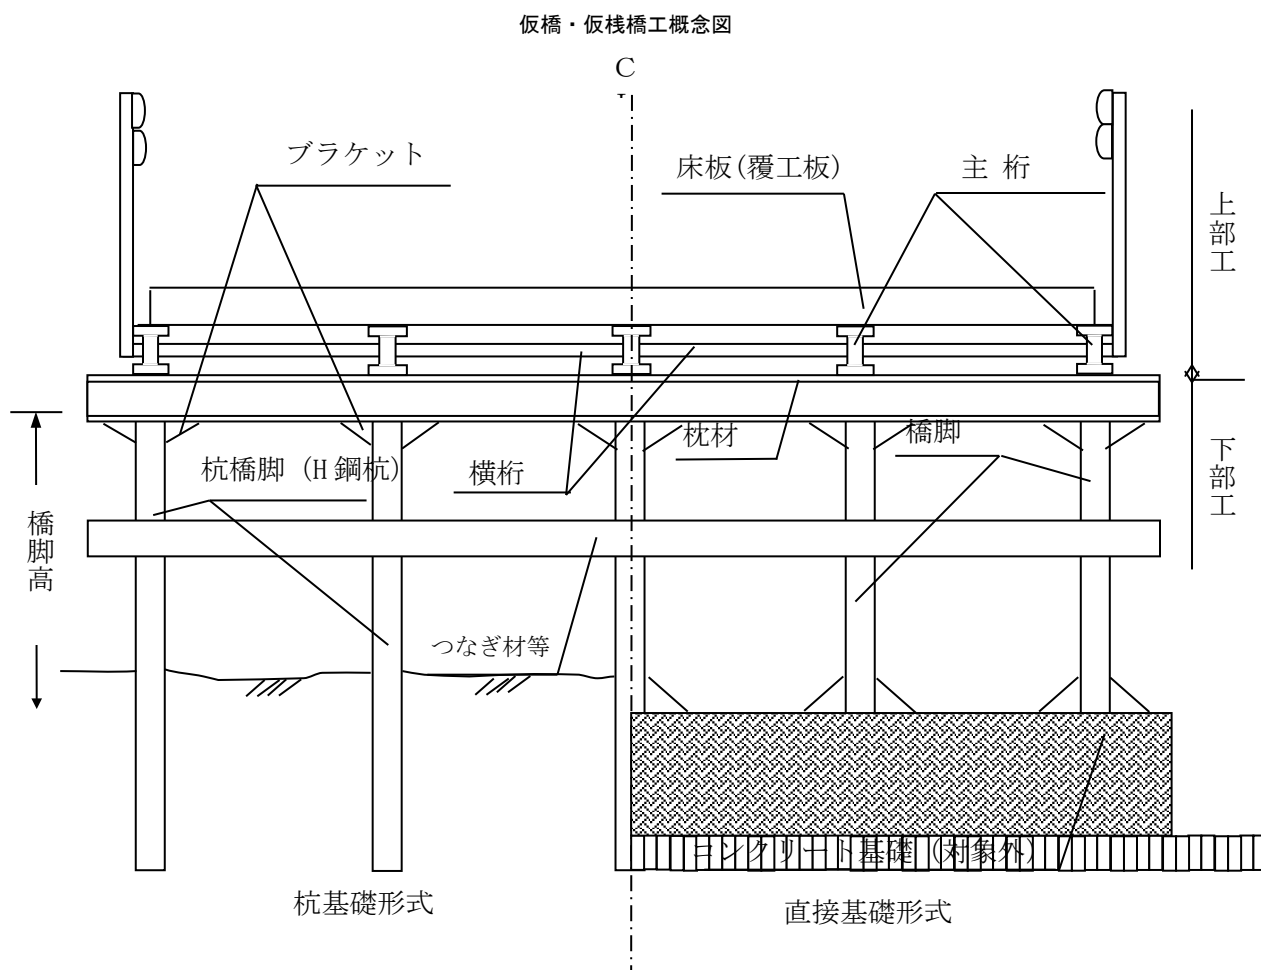 仮橋・仮桟橋工概念図
C
ブラケット
床板(覆工板)
主 桁
上部工
枕材
橋脚
杭橋脚 (H鋼杭)
横桁
下部工
橋脚高
つなぎ材等
コンクリート基礎 (対象外)
杭基礎形式
直接基礎形式